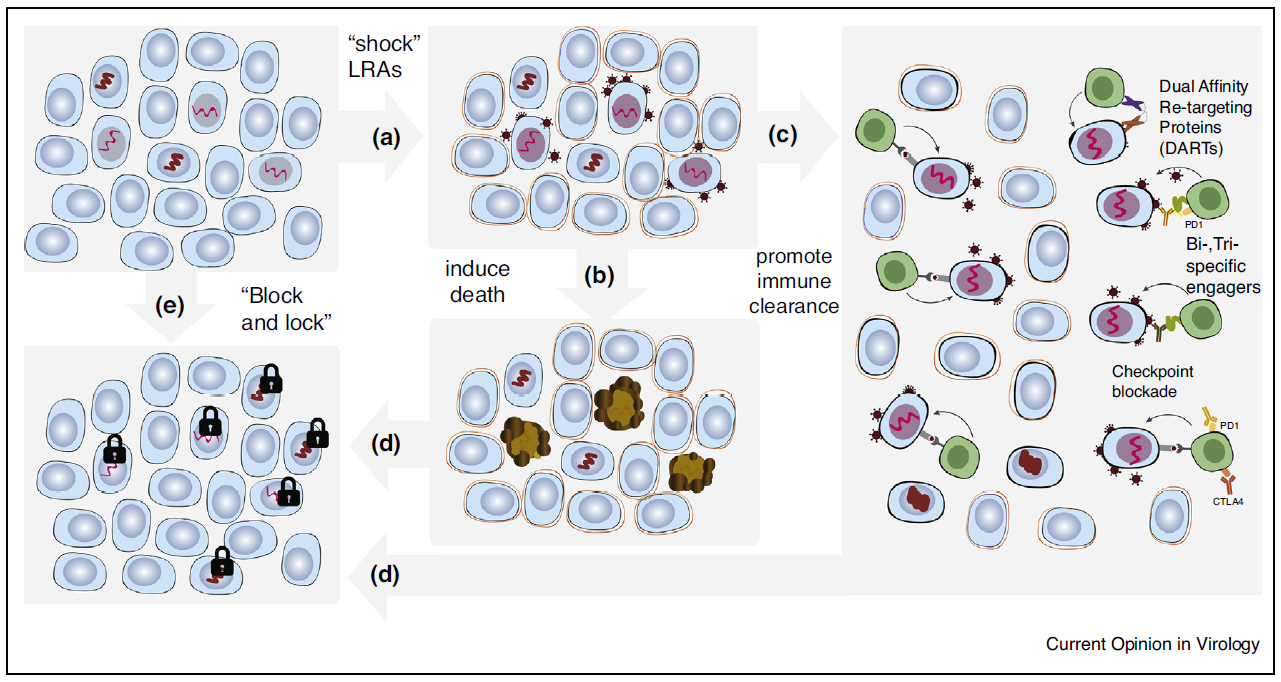 “shock”
LRAs
(a)
(c)
(b)
induce
death
promote
immune
clearance
(e)
“Block
and lock”
(d)
(d)
Dual Affinity
Re-targeting
Proteins
(DARTs)
PD1
Bi-,Tri-
specific
engagers
Checkpoint
blockade
PD1
CTLA4
Current Opinion in Virology